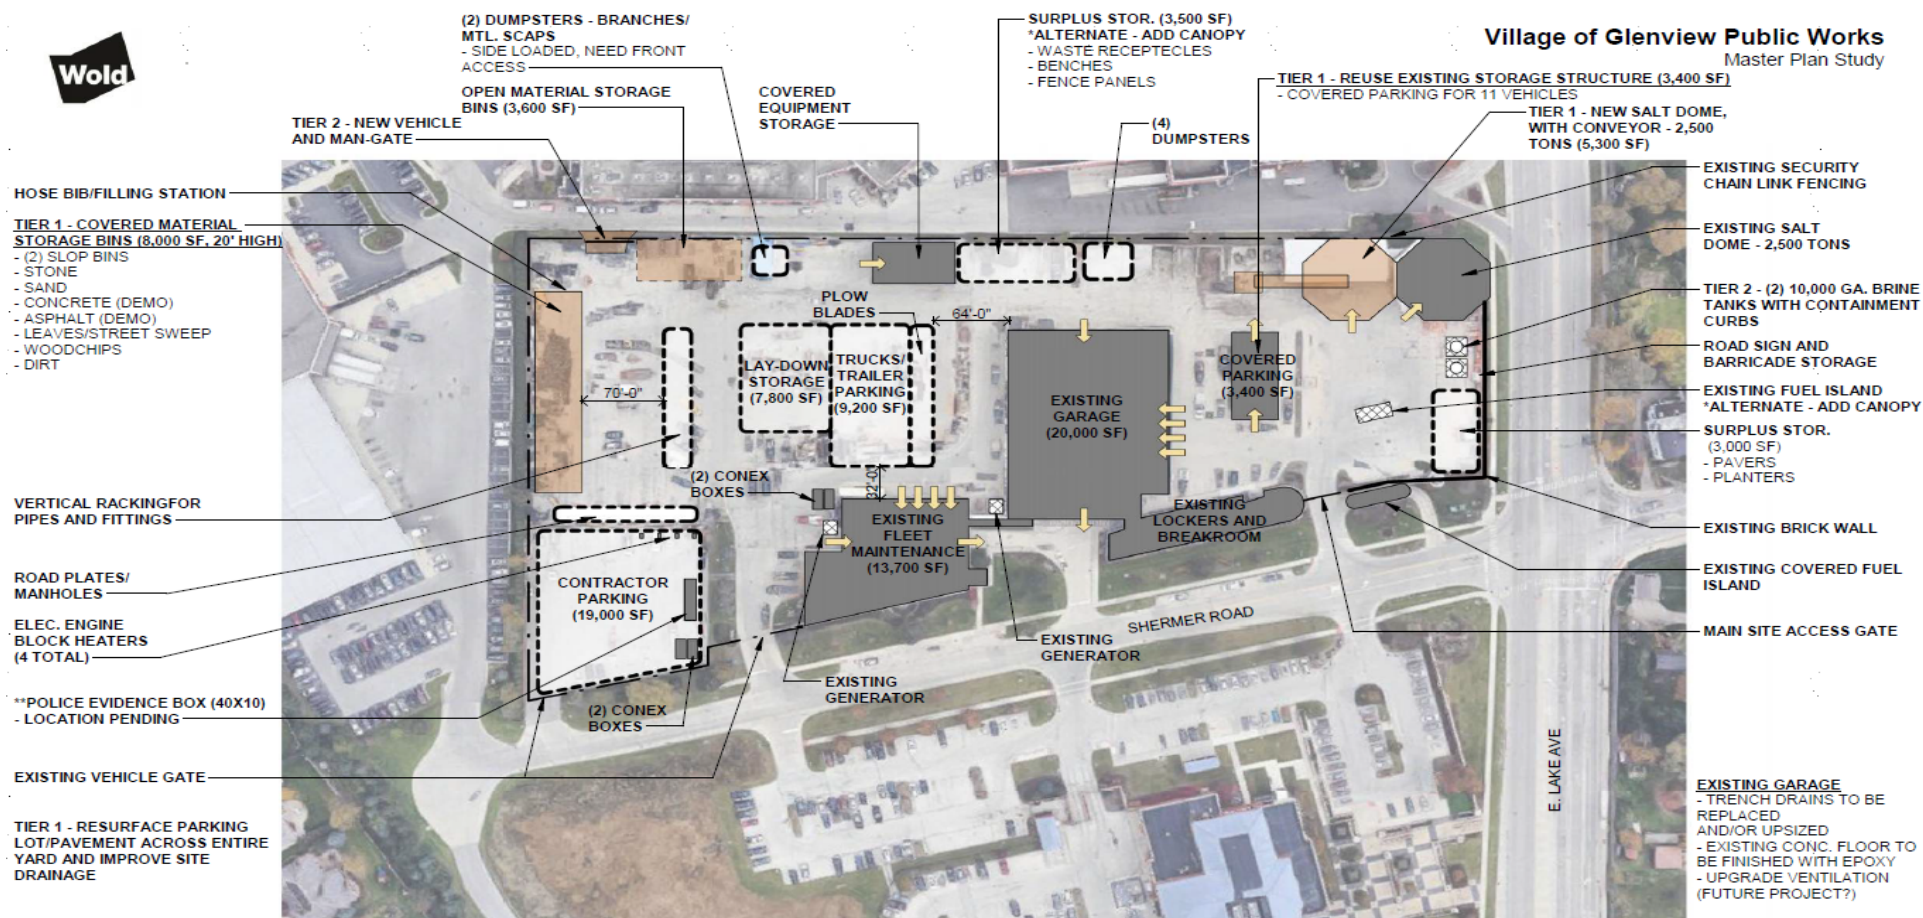 Wold
Village of Glenview Public Works
Master Plan Study
(2) DUMPSTERS - BRANCHES/
MTL. SCAPS
- SIDE LOADED, NEED FRONT
ACCESS
OPEN MATERIAL STORAGE
BINS (3,600 SF)
TIER 2 - NEW VEHICLE
AND MAN-GATE
COVERED
EQUIPMENT
STORAGE
SURPLUS STOR. (3,500 SF)
*ALTERNATE - ADD CANOPY
- WASTE RECEPTECLES
- BENCHES
- FENCE PANELS
(4)
DUMPSTERS
TIER 1 - REUSE EXISTING STORAGE STRUCTURE (3,400 SF)
- COVERED PARKING FOR 11 VEHICLES
TIER 1 - NEW SALT DOME,
WITH CONVEYOR - 2,500
TONS (5,300 SF)
HOSE BIB/FILLING STATION
TIER 1 - COVERED MATERIAL
STORAGE BINS (8,000 SF, 20' HIGH)
- (2) SLOP BINS
- STONE
- SAND
- CONCRETE (DEMO)
- ASPHALT (DEMO)
- LEAVES/STREET SWEEP
- WOODCHIPS
- DIRT
VERTICAL RACKINGFOR
PIPES AND FITTINGS
ROAD PLATES/
MANHOLES
ELEC. ENGINE
BLOCK HEATERS
(4 TOTAL)
**POLICE EVIDENCE BOX (40X10)
- LOCATION PENDING
EXISTING VEHICLE GATE
TIER 1 - RESURFACE PARKING
LOT/PAVEMENT ACROSS ENTIRE
YARD AND IMPROVE SITE
DRAINAGE
PLOW
BLADES
64'-0"
70'-0"
LAY-DOWN
STORAGE
(7,800 SF)
TRUCKS/
TRAILER
PARKING
(9,200 SF)
32'-0"
(2) CONEX
BOXES
EXISTING
GARAGE
(20,000 SF)
COVERED
PARKING
(3,400 SF)
EXISTING
FLEET
MAINTENANCE
(13,700 SF)
EXISTING
LOCKERS AND
BREAKROOM
CONTRACTOR
PARKING
(19,000 SF)
(2) CONEX
BOXES
EXISTING
GENERATOR
EXISTING
GENERATOR
SHERMER ROAD
E. LAKE AVE
EXISTING SECURITY
CHAIN LINK FENCING
EXISTING SALT
DOME - 2,500 TONS
TIER 2 - (2) 10,000 GA. BRINE
TANKS WITH CONTAINMENT
CURBS
ROAD SIGN AND
BARRICADE STORAGE
EXISTING FUEL ISLAND
*ALTERNATE - ADD CANOPY
SURPLUS STOR.
(3,000 SF)
- PAVERS
- PLANTERS
EXISTING BRICK WALL
EXISTING COVERED FUEL
ISLAND
MAIN SITE ACCESS GATE
EXISTING GARAGE
- TRENCH DRAINS TO BE
REPLACED
AND/OR UPSIZED
- EXISTING CONC. FLOOR TO
BE FINISHED WITH EPOXY
- UPGRADE VENTILATION
(FUTURE PROJECT?)